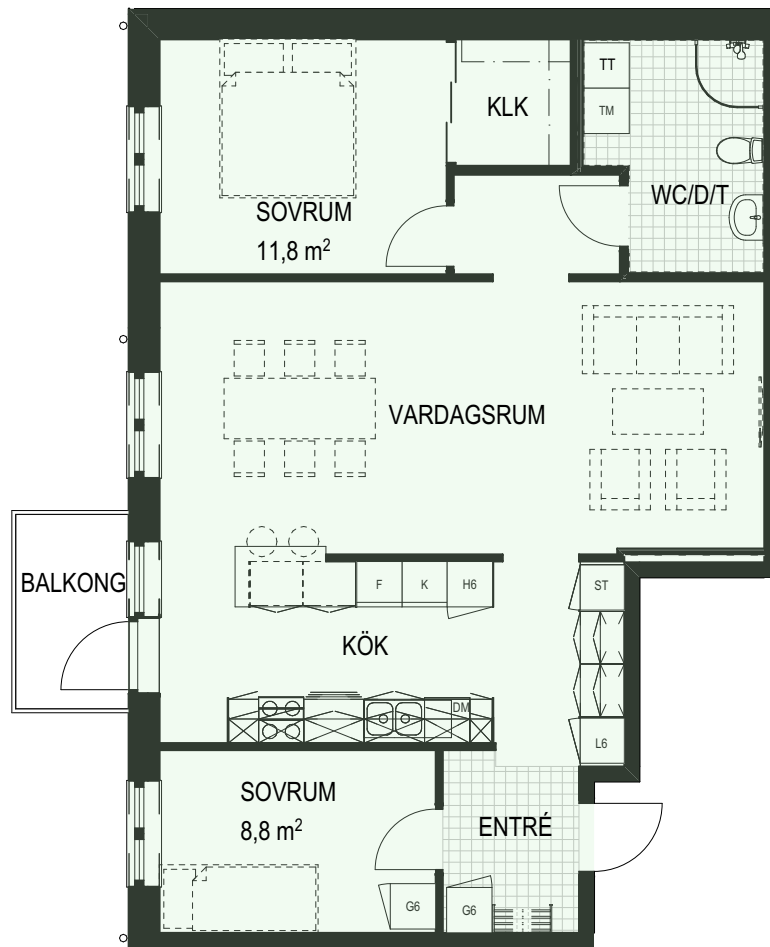 TT
TM
KLK
WC/D/T
SOVRUM
11,8 m²
VARDAGSRUM
BALKONG
F
K
H6
ST
KÖK
DM
L6
SOVRUM
8,8 m²
ENTRÉ
G6
G6